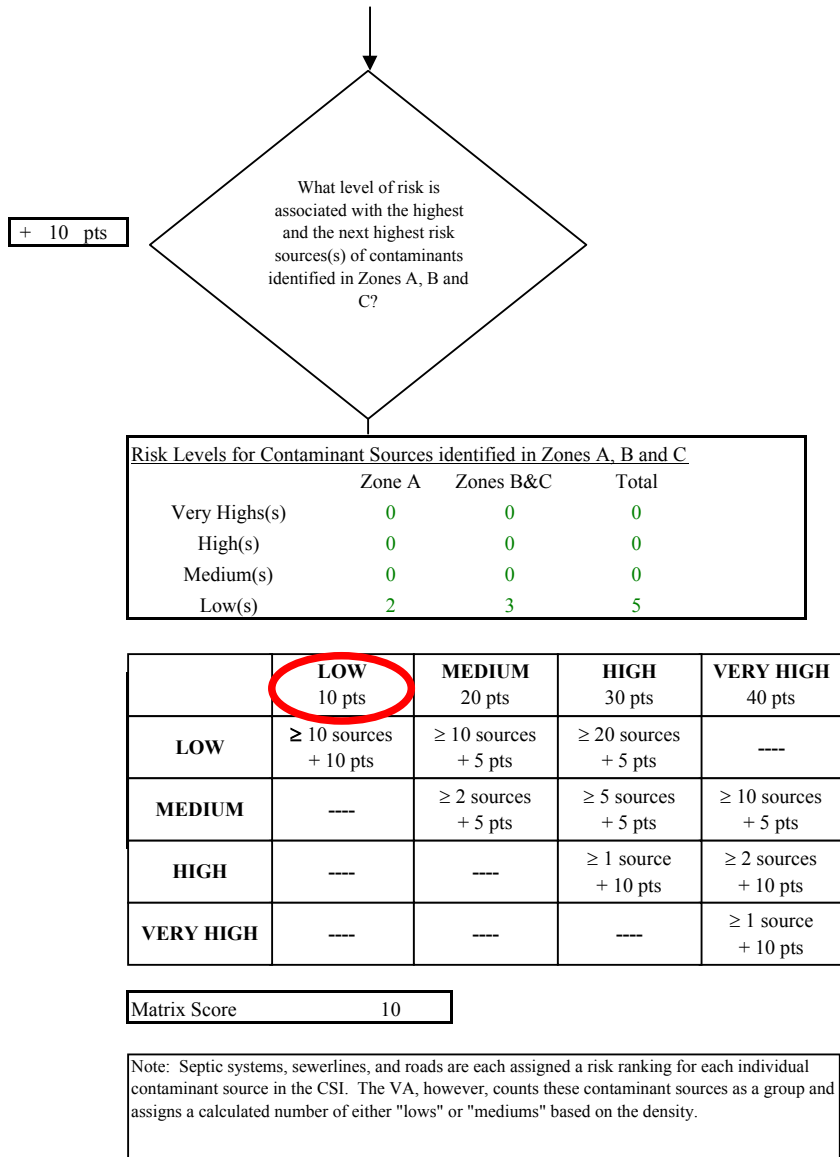 What level of risk is
associated with the highest
and the next highest risk
sources(s) of contaminants
identified in Zones A, B and
C?
+ 10 pts
Risk Levels for Contaminant Sources identified in Zones A, B and C
Zone A Zones B&C Total
Very Highs(s) 0 0 0
High(s) 0 0 0
Medium(s) 0 0 0
Low(s) 2 3 5
LOW MEDIUM HIGH VERY HIGH
10 pts 20 pts 30 pts 40 pts
LOW ≥ 10 sources + 10 pts ≥ 10 sources + 5 pts ≥ 20 sources + 5 pts ----
MEDIUM ---- ≥ 2 sources + 5 pts ≥ 5 sources + 5 pts ≥ 10 sources + 5 pts
HIGH ---- ---- ≥ 1 source + 10 pts ≥ 2 sources + 10 pts
VERY HIGH ---- ---- ---- ≥ 1 source + 10 pts
Matrix Score 10
Note: Septic systems, sewerlines, and roads are each assigned a risk ranking for each individual
contaminant source in the CSI. The VA, however, counts these contaminant sources as a group and
assigns a calculated number of either "lows" or "mediums" based on the density.